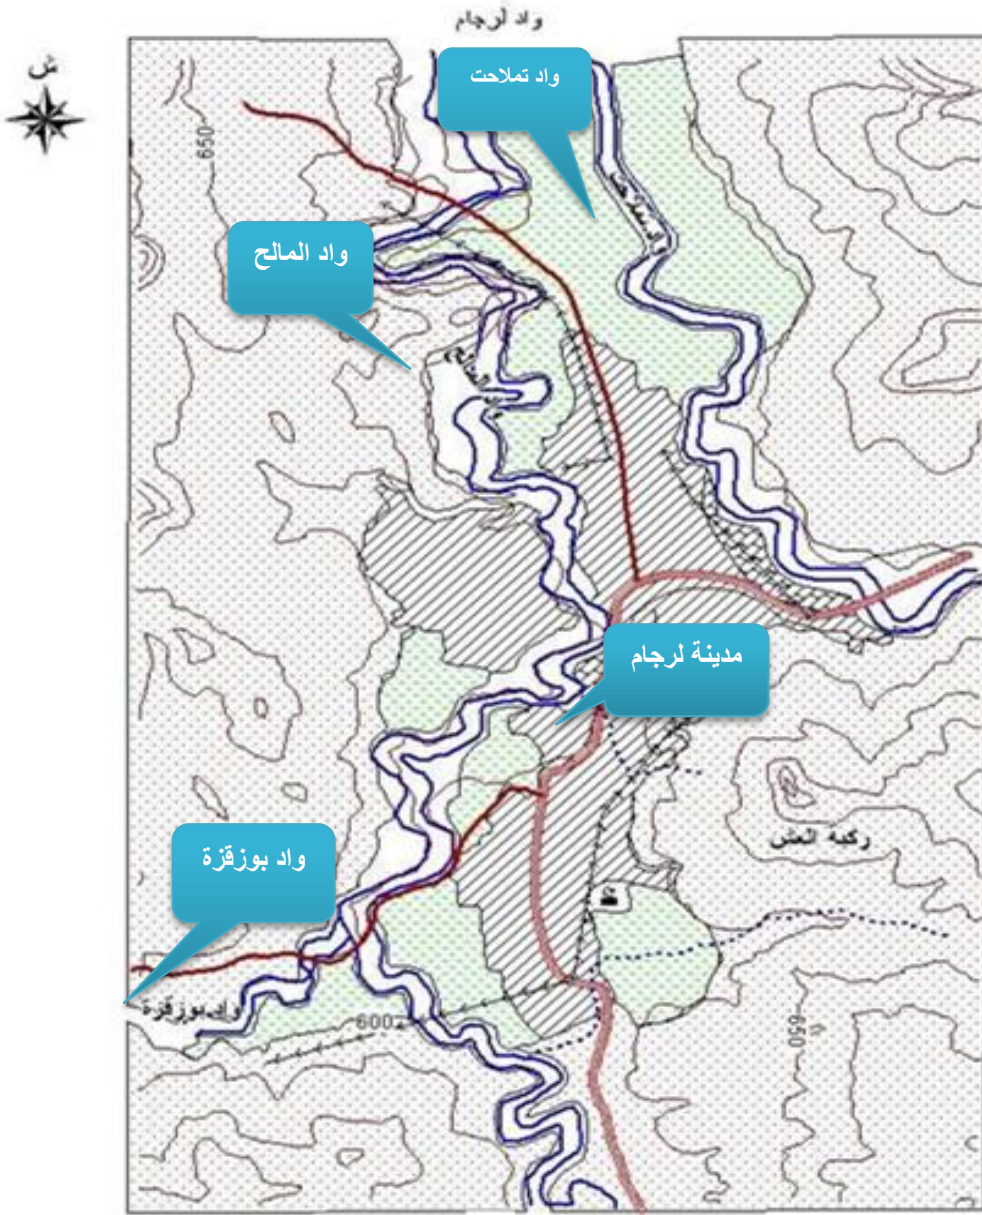 واد لرجام
ش
واد تملاحت
650
واد المالح
مدينة لرجام
ركبة العش
واد بوزقزة
واد بوزقزة
600
650